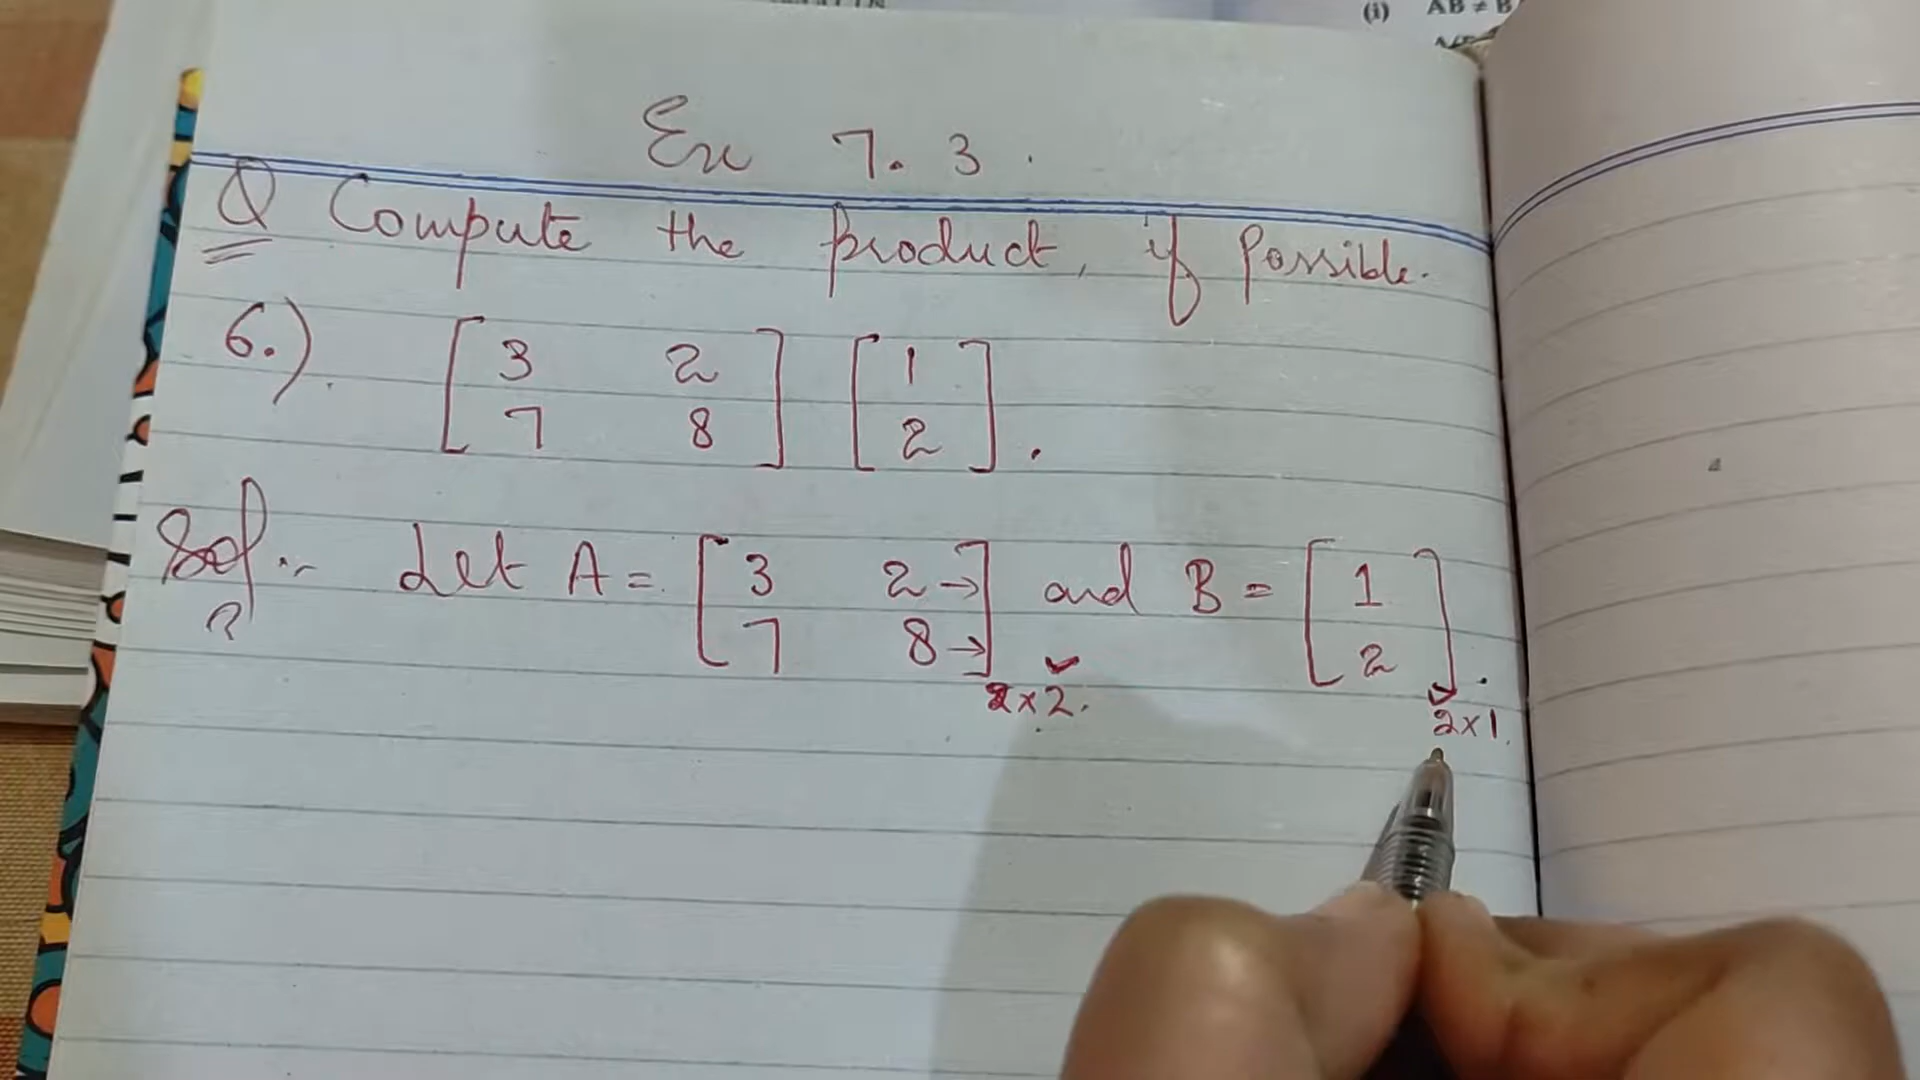 (i) AB ≠ B
Ex 7.3.
Q Compute the product, if possible.
6.) [ 3 2 ] [ 1 ]
[ 7 8 ] [ 2 ].
Sol:- Let A = [ 3 2→ ] and B = [ 1 ]
[ 7 8→ ] [ 2 ].
2×2. 2×1.